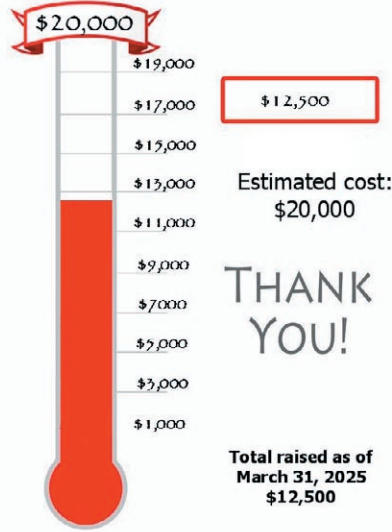 $20,000
$19,000
$17,000
$15,000
$13,000
$11,000
$9,000
$7000
$5,000
$3,000
$1,000
$12,500
Estimated cost:
$20,000
THANK
YOU!
Total raised as of
March 31, 2025
$12,500